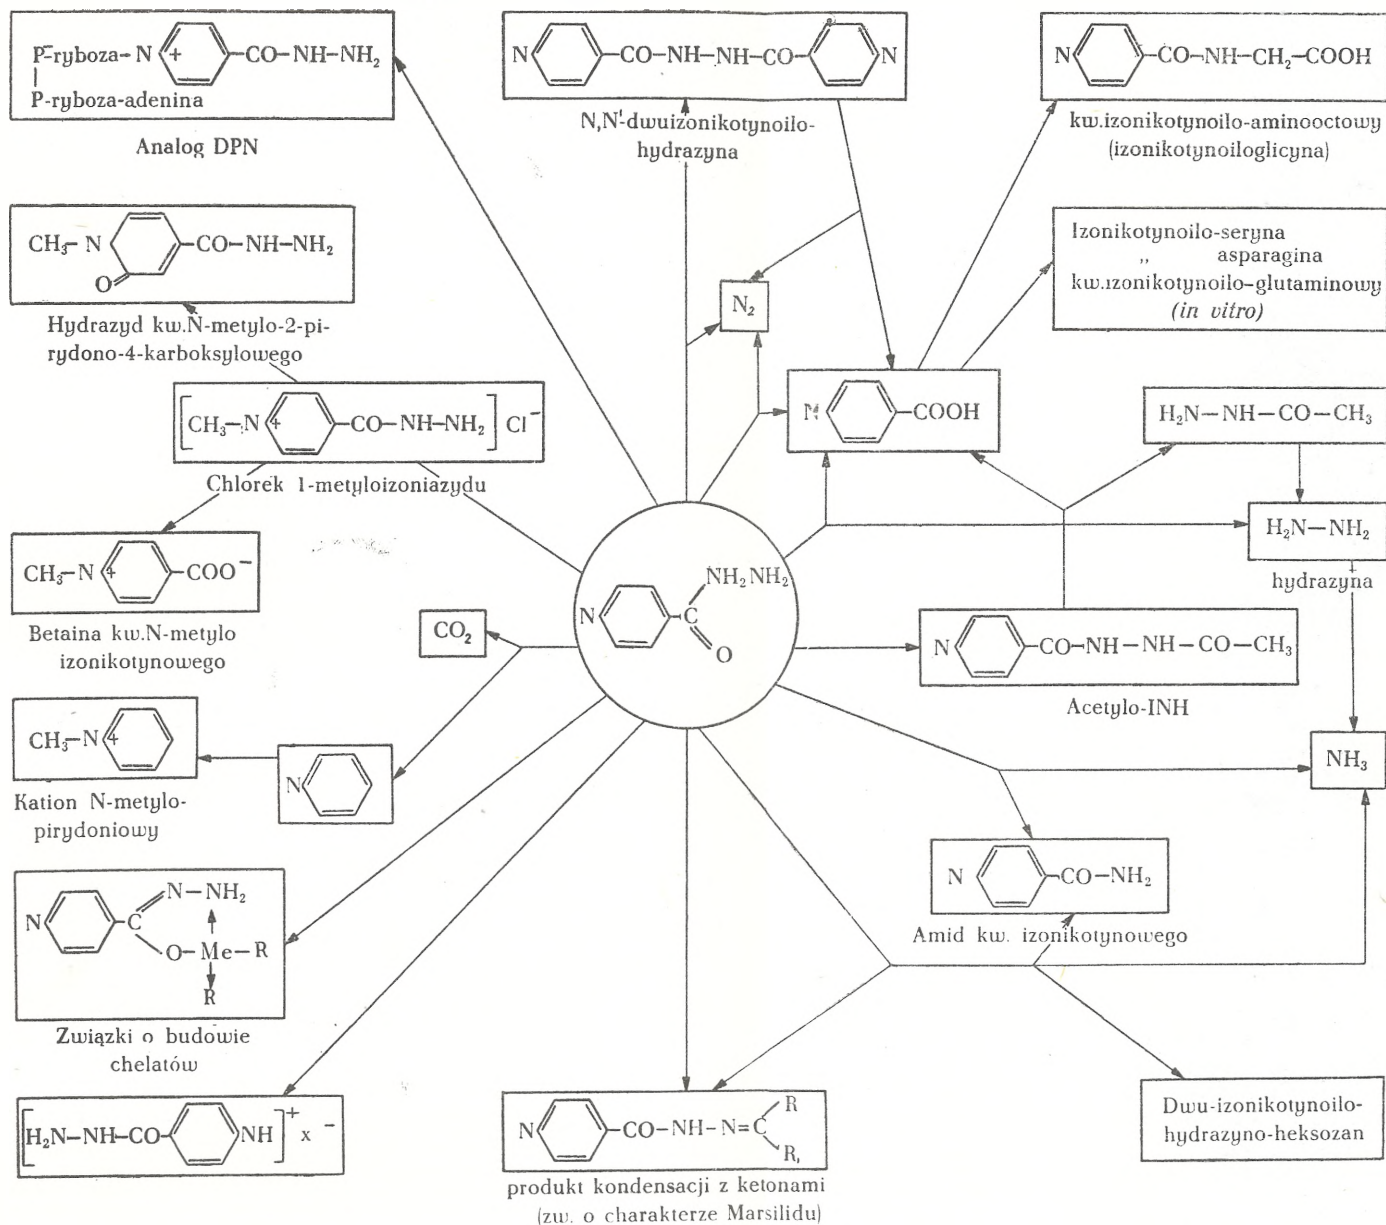 P-ryboza-N + CO-NH-NH₂
P-ryboza-adenina
Analog DPN
N CO-NH-NH-CO N
N,N'-dwuizonikotynoilo-
hydrazyna
N CO-NH-CH₂-COOH
kw.izonikotynoilo-aminooctowy
(izonikotynoiloglicyna)
CH₃-N CO-NH-NH₂
O
Hydrazyd kw.N-metylo-2-pi-
rydono-4-karboksylowego
N₂
Izonikotynoilo-seryna
„ asparagina
kw.izonikotynoilo-glutaminowy
(in vitro)
[CH₃-N + CO-NH-NH₂] Cl⁻
Chlorek 1-metyloizoniazydu
N COOH
H₂N-NH-CO-CH₃
H₂N-NH₂
hydrazyna
CH₃-N + COO⁻
Betaina kw.N-metylo
izonikotynowego
CO₂
NH₂NH₂
N C
O
N CO-NH-NH-CO-CH₃
Acetylo-INH
CH₃-N +
Kation N-metylo-
pirydoniowy
N
NH₃
N CO-NH₂
Amid kw. izonikotynowego
N-NH₂
N C
O-Me-R
R
Związki o budowie
chelatów
[H₂N-NH-CO NH]⁺ x⁻
R
N CO-NH-N=C
R,
produkt kondensacji z ketonami
(zw. o charakterze Marsilidu)
Dwu-izonikotynoilo-
hydrazyno-heksozan